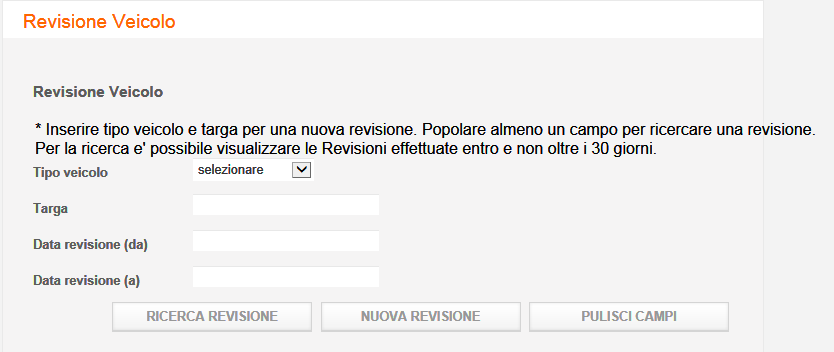 Revisione Veicolo
Revisione Veicolo
* Inserire tipo veicolo e targa per una nuova revisione. Popolare almeno un campo per ricercare una revisione.
Per la ricerca e' possibile visualizzare le Revisioni effettuate entro e non oltre i 30 giorni.
Tipo veicolo selezionare
Targa
Data revisione (da)
Data revisione (a)
RICERCA REVISIONE NUOVA REVISIONE PULISCI CAMPI